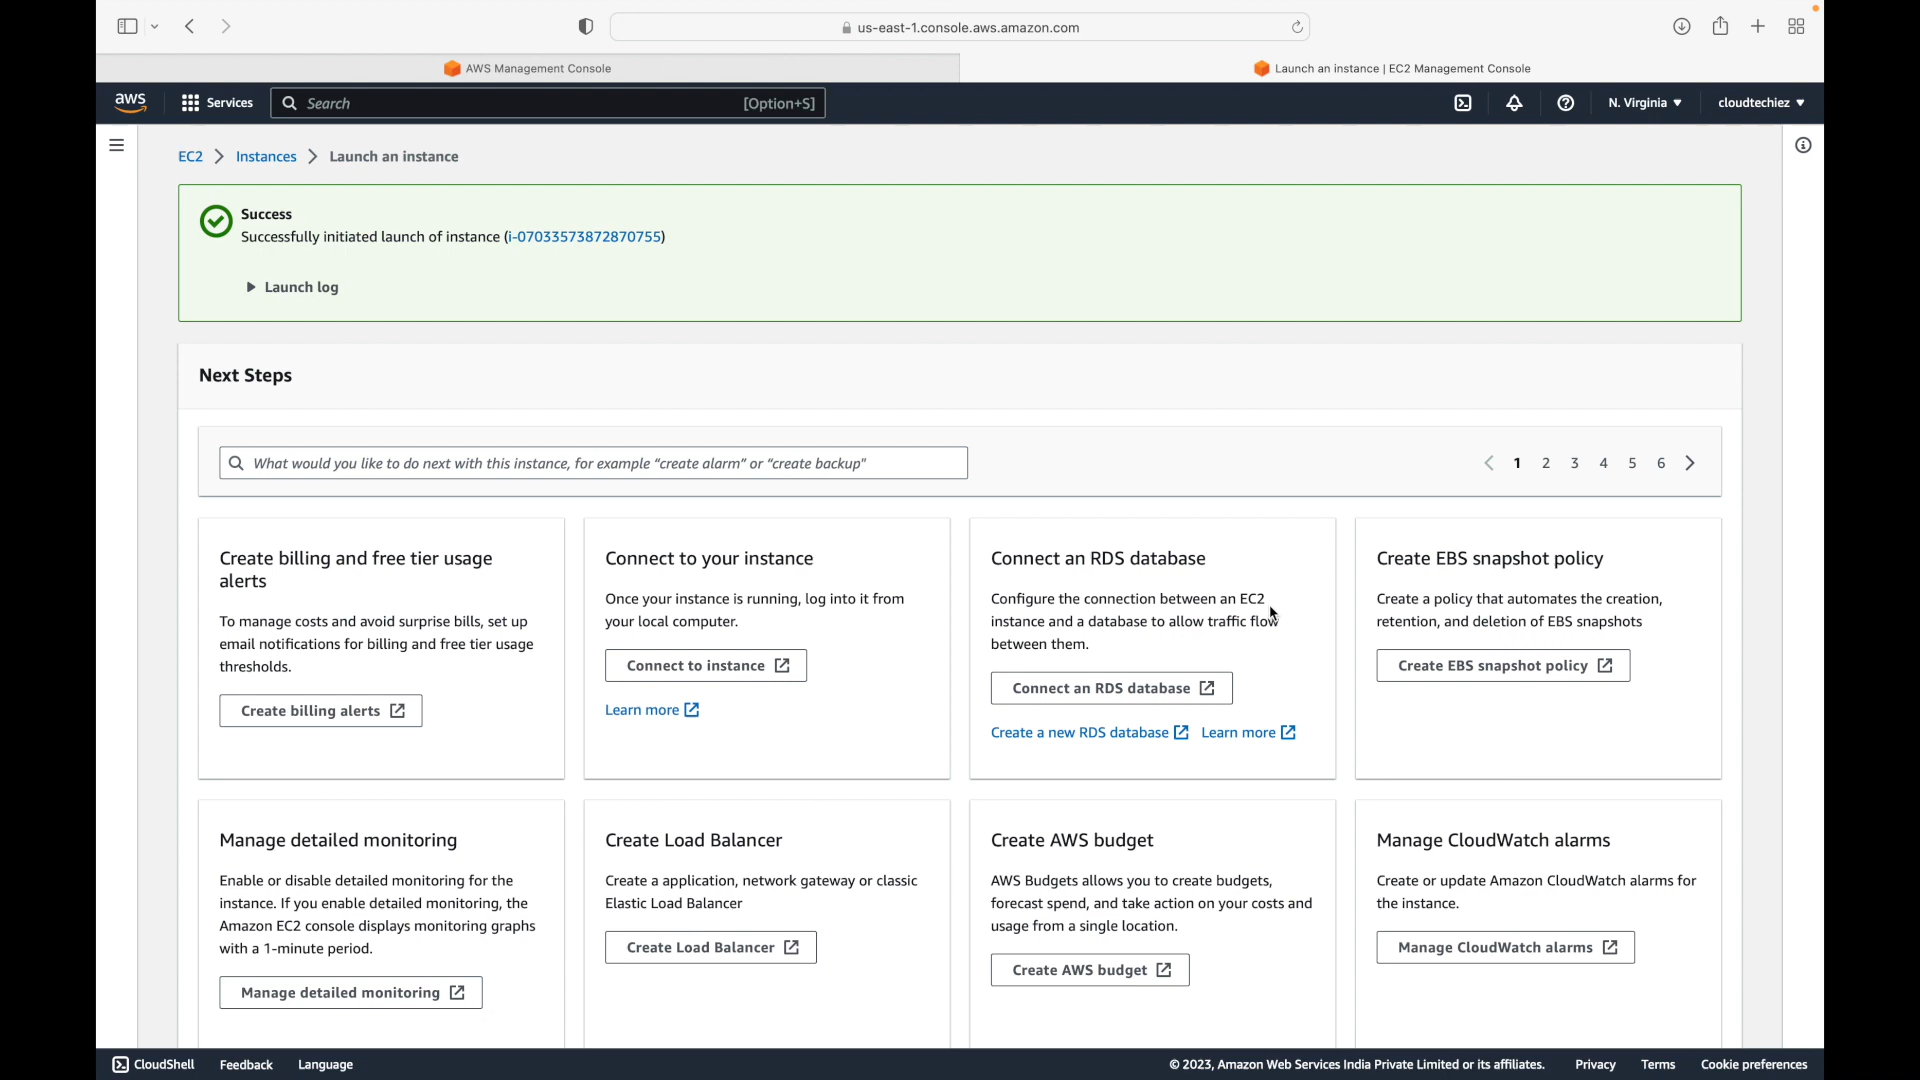 us-east-1.console.aws.amazon.com
AWS Management Console
Launch an instance | EC2 Management Console
aws
Services
Search
[Option+S]
N. Virginia
cloudtechiez
EC2
Instances
Launch an instance
Success
Successfully initiated launch of instance (i-07033573872870755)
Launch log
Next Steps
What would you like to do next with this instance, for example “create alarm” or “create backup"
1 2 3 4 5 6
Create billing and free tier usage
alerts
To manage costs and avoid surprise bills, set up
email notifications for billing and free tier usage
thresholds.
Create billing alerts
Connect to your instance
Once your instance is running, log into it from
your local computer.
Connect to instance
Learn more
Connect an RDS database
Configure the connection between an EC2
instance and a database to allow traffic flow
between them.
Connect an RDS database
Create a new RDS database
Learn more
Create EBS snapshot policy
Create a policy that automates the creation,
retention, and deletion of EBS snapshots
Create EBS snapshot policy
Manage detailed monitoring
Enable or disable detailed monitoring for the
instance. If you enable detailed monitoring, the
Amazon EC2 console displays monitoring graphs
with a 1-minute period.
Manage detailed monitoring
Create Load Balancer
Create a application, network gateway or classic
Elastic Load Balancer
Create Load Balancer
Create AWS budget
AWS Budgets allows you to create budgets,
forecast spend, and take action on your costs and
usage from a single location.
Create AWS budget
Manage CloudWatch alarms
Create or update Amazon CloudWatch alarms for
the instance.
Manage CloudWatch alarms
CloudShell
Feedback
Language
© 2023, Amazon Web Services India Private Limited or its affiliates.
Privacy
Terms
Cookie preferences